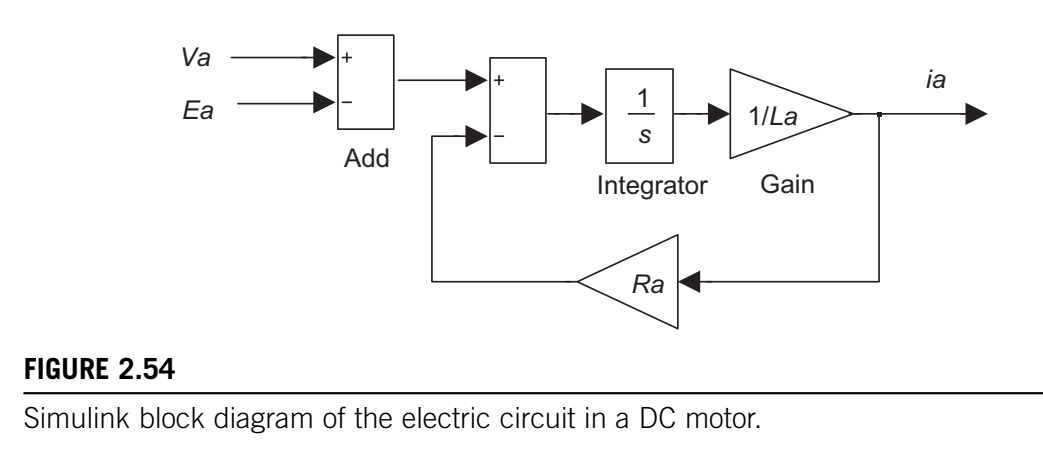 Va
+
Ea
−
Add
+
−
1
s
Integrator
1/La
Gain
ia
Ra
FIGURE 2.54
Simulink block diagram of the electric circuit in a DC motor.